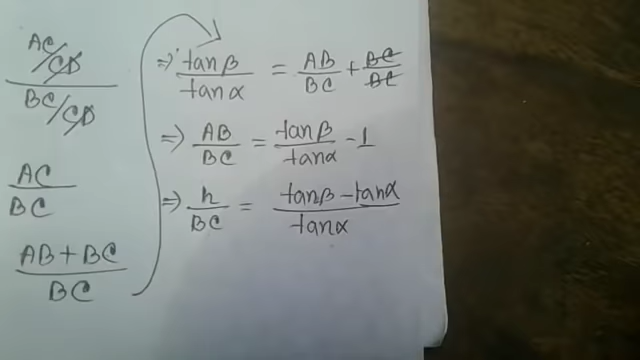 AC/CD
BC/CD
AC
BC
AB + BC
BC
⇒ tanβ/tanα = AB/BC + BC/BC
⇒ AB/BC = tanβ/tanα - 1
⇒ h/BC = tanβ - tanα/tanα